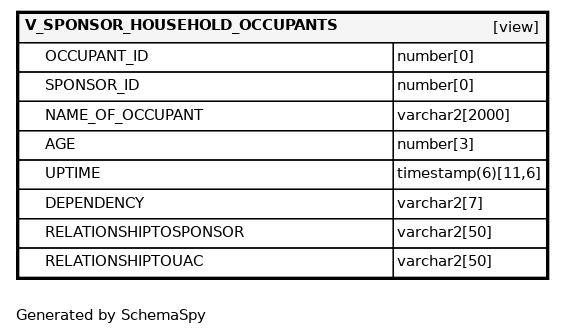 V_SPONSOR_HOUSEHOLD_OCCUPANTS [view]
OCCUPANT_ID number[0]
SPONSOR_ID number[0]
NAME_OF_OCCUPANT varchar2[2000]
AGE number[3]
UPTIME timestamp(6)[11,6]
DEPENDENCY varchar2[7]
RELATIONSHIPTOSPONSOR varchar2[50]
RELATIONSHIPTOUAC varchar2[50]
Generated by SchemaSpy